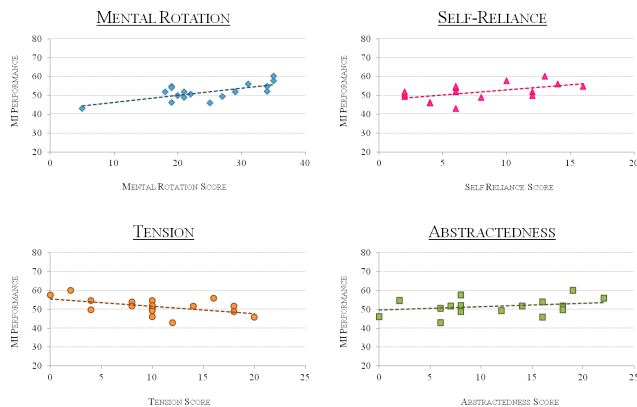 MENTAL ROTATION
80
70
60
50
40
30
20
MI PERFORMANCE
0 10 20 30 40
MENTAL ROTATION SCORE
SELF-RELIANCE
80
70
60
50
40
30
20
MI PERFORMANCE
0 5 10 15 20
SELF RELIANCE SCORE
TENSION
80
70
60
50
40
30
20
MI PERFORMANCE
0 5 10 15 20 25
TENSION SCORE
ABSTRACTEDNESS
80
70
60
50
40
30
20
MI PERFORMANCE
0 5 10 15 20 25
ABSTRACTEDNESS SCORE